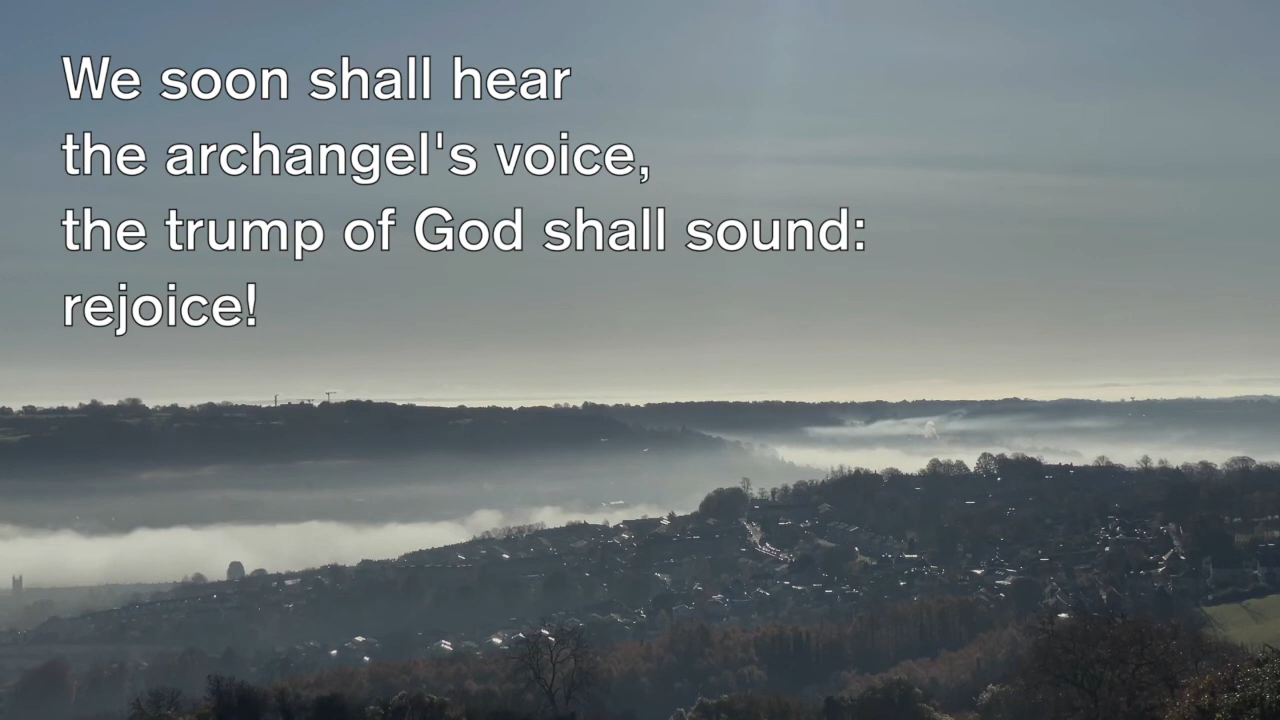 We soon shall hear
the archangel's voice,
the trump of God shall sound:
rejoice!